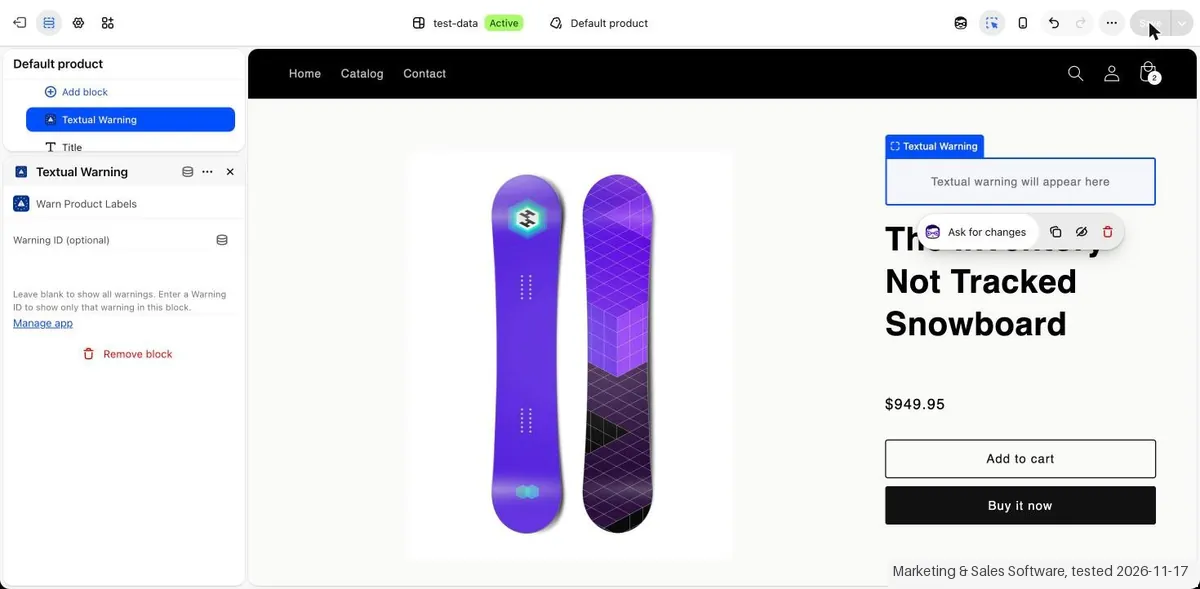 test-data
Active
Default product
Save
Default product
Add block
Textual Warning
Title
Textual Warning
Warn Product Labels
Warning ID (optional)
Leave blank to show all warnings. Enter a Warning
ID to show only that warning in this block.
Manage app
Remove block
Home
Catalog
Contact
2
Textual Warning
Textual warning will appear here
Ask for changes
The Inventory
Not Tracked
Snowboard
$949.95
Add to cart
Buy it now
Marketing & Sales Software, tested 2026-11-17